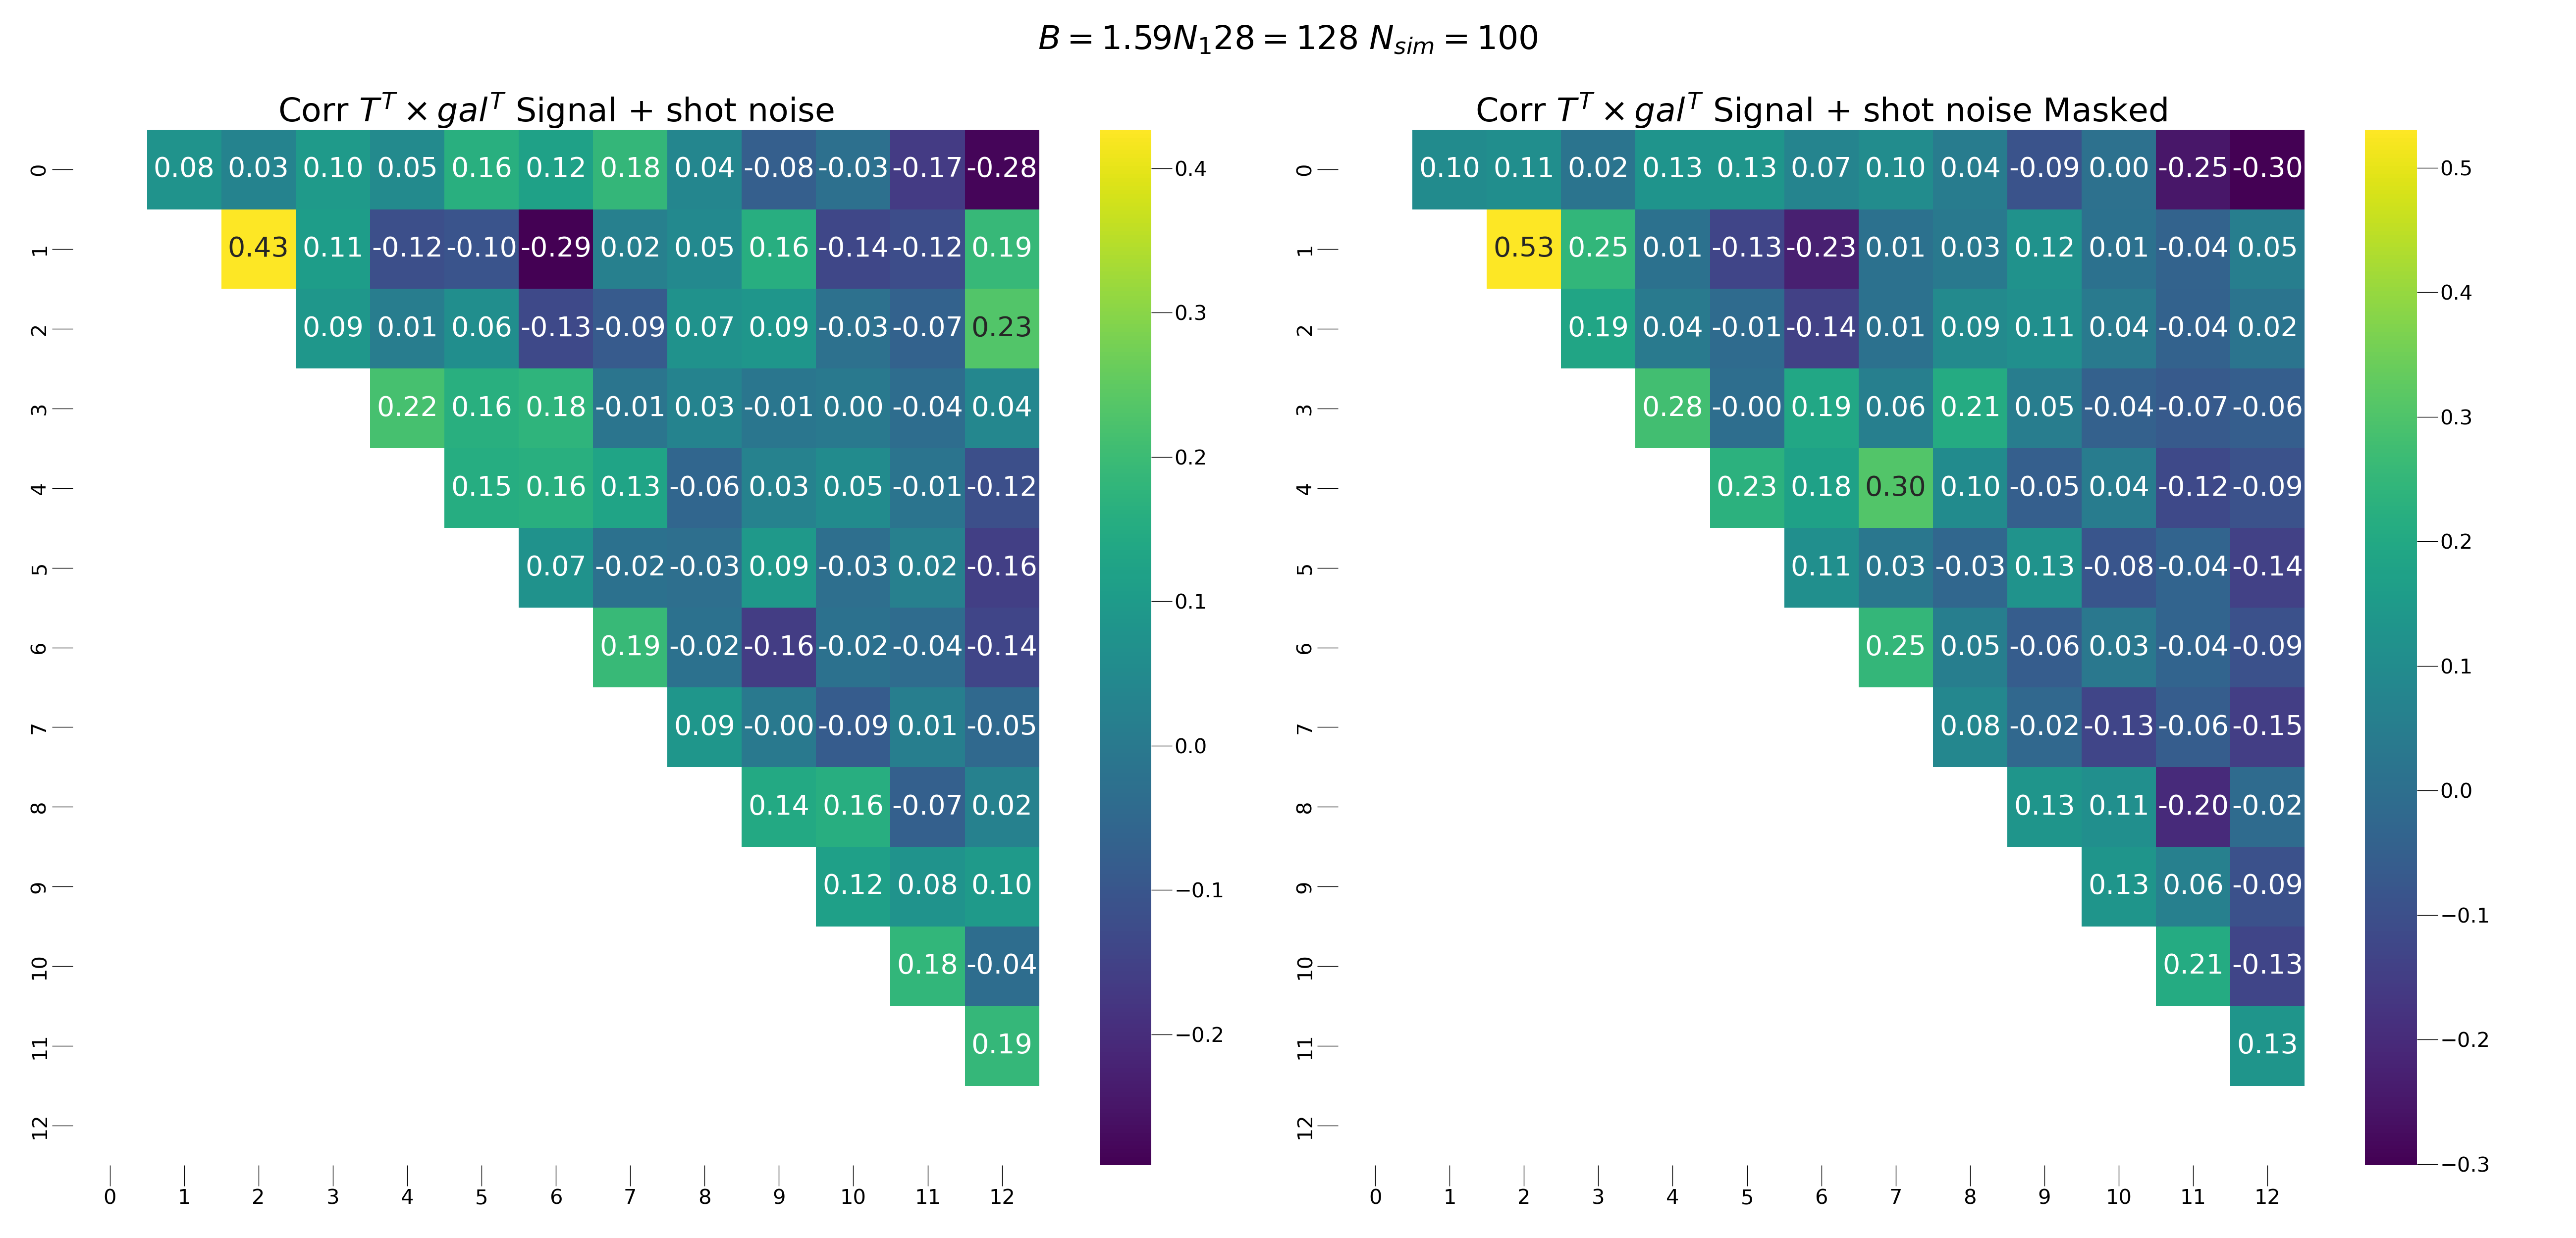 B = 1.59N₁28 = 128 Nₛᵢₘ = 100
Corr Tᵀ × galᵀ Signal + shot noise
0 0.08 0.03 0.10 0.05 0.16 0.12 0.18 0.04 -0.08 -0.03 -0.17 -0.28
1 0.43 0.11 -0.12 -0.10 -0.29 0.02 0.05 0.16 -0.14 -0.12 0.19
2 0.09 0.01 0.06 -0.13 -0.09 0.07 0.09 -0.03 -0.07 0.23
3 0.22 0.16 0.18 -0.01 0.03 -0.01 0.00 -0.04 0.04
4 0.15 0.16 0.13 -0.06 0.03 0.05 -0.01 -0.12
5 0.07 -0.02 -0.03 0.09 -0.03 0.02 -0.16
6 0.19 -0.02 -0.16 -0.02 -0.04 -0.14
7 0.09 -0.00 -0.09 0.01 -0.05
8 0.14 0.16 -0.07 0.02
9 0.12 0.08 0.10
10 0.18 -0.04
11 0.19
12
0 1 2 3 4 5 6 7 8 9 10 11 12
0.4
0.3
0.2
0.1
0.0
−0.1
−0.2
Corr Tᵀ × galᵀ Signal + shot noise Masked
0 0.10 0.11 0.02 0.13 0.13 0.07 0.10 0.04 -0.09 0.00 -0.25 -0.30
1 0.53 0.25 0.01 -0.13 -0.23 0.01 0.03 0.12 0.01 -0.04 0.05
2 0.19 0.04 -0.01 -0.14 0.01 0.09 0.11 0.04 -0.04 0.02
3 0.28 -0.00 0.19 0.06 0.21 0.05 -0.04 -0.07 -0.06
4 0.23 0.18 0.30 0.10 -0.05 0.04 -0.12 -0.09
5 0.11 0.03 -0.03 0.13 -0.08 -0.04 -0.14
6 0.25 0.05 -0.06 0.03 -0.04 -0.09
7 0.08 -0.02 -0.13 -0.06 -0.15
8 0.13 0.11 -0.20 -0.02
9 0.13 0.06 -0.09
10 0.21 -0.13
11 0.13
12
0 1 2 3 4 5 6 7 8 9 10 11 12
0.5
0.4
0.3
0.2
0.1
0.0
−0.1
−0.2
−0.3